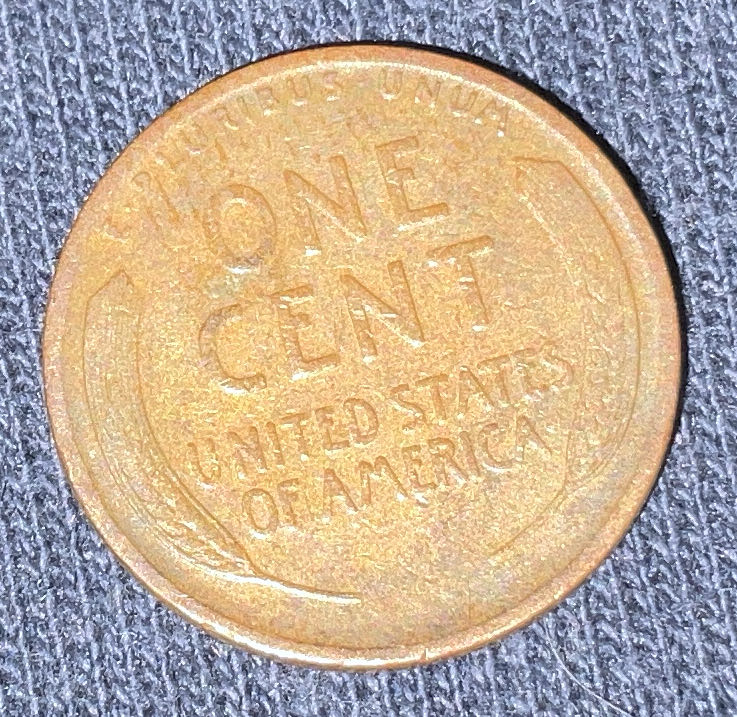 E PLURIBUS UNUM
ONE
CENT
UNITED STATES
OF AMERICA